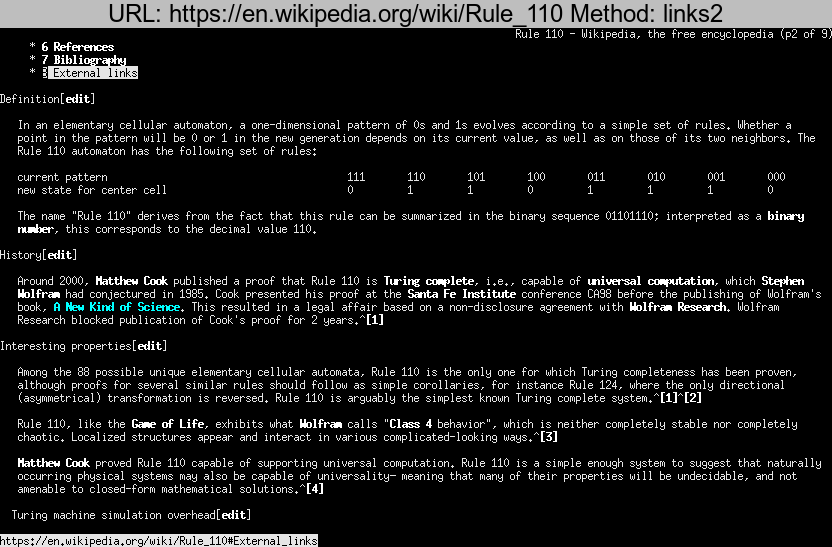 URL: https://en.wikipedia.org/wiki/Rule_110 Method: links2
Rule 110 - Wikipedia, the free encyclopedia (p2 of 9)
* 6 References
* 7 Bibliography
* 8 External links
Definition[edit]
In an elementary cellular automaton, a one-dimensional pattern of 0s and 1s evolves according to a simple set of rules. Whether a
point in the pattern will be 0 or 1 in the new generation depends on its current value, as well as on those of its two neighbors. The
Rule 110 automaton has the following set of rules:
current pattern 111 110 101 100 011 010 001 000
new state for center cell 0 1 1 0 1 1 1 0
The name "Rule 110" derives from the fact that this rule can be summarized in the binary sequence 01101110; interpreted as a binary
number, this corresponds to the decimal value 110.
History[edit]
Around 2000, Matthew Cook published a proof that Rule 110 is Turing complete, i.e., capable of universal computation, which Stephen
Wolfram had conjectured in 1985. Cook presented his proof at the Santa Fe Institute conference CA98 before the publishing of Wolfram's
book, A New Kind of Science. This resulted in a legal affair based on a non-disclosure agreement with Wolfram Research. Wolfram
Research blocked publication of Cook's proof for 2 years.^[1]
Interesting properties[edit]
Among the 88 possible unique elementary cellular automata, Rule 110 is the only one for which Turing completeness has been proven,
although proofs for several similar rules should follow as simple corollaries, for instance Rule 124, where the only directional
(asymmetrical) transformation is reversed. Rule 110 is arguably the simplest known Turing complete system.^[1]^[2]
Rule 110, like the Game of Life, exhibits what Wolfram calls "Class 4 behavior", which is neither completely stable nor completely
chaotic. Localized structures appear and interact in various complicated-looking ways.^[3]
Matthew Cook proved Rule 110 capable of supporting universal computation. Rule 110 is a simple enough system to suggest that naturally
occurring physical systems may also be capable of universality— meaning that many of their properties will be undecidable, and not
amenable to closed-form mathematical solutions.^[4]
Turing machine simulation overhead[edit]
https://en.wikipedia.org/wiki/Rule_110#External_links